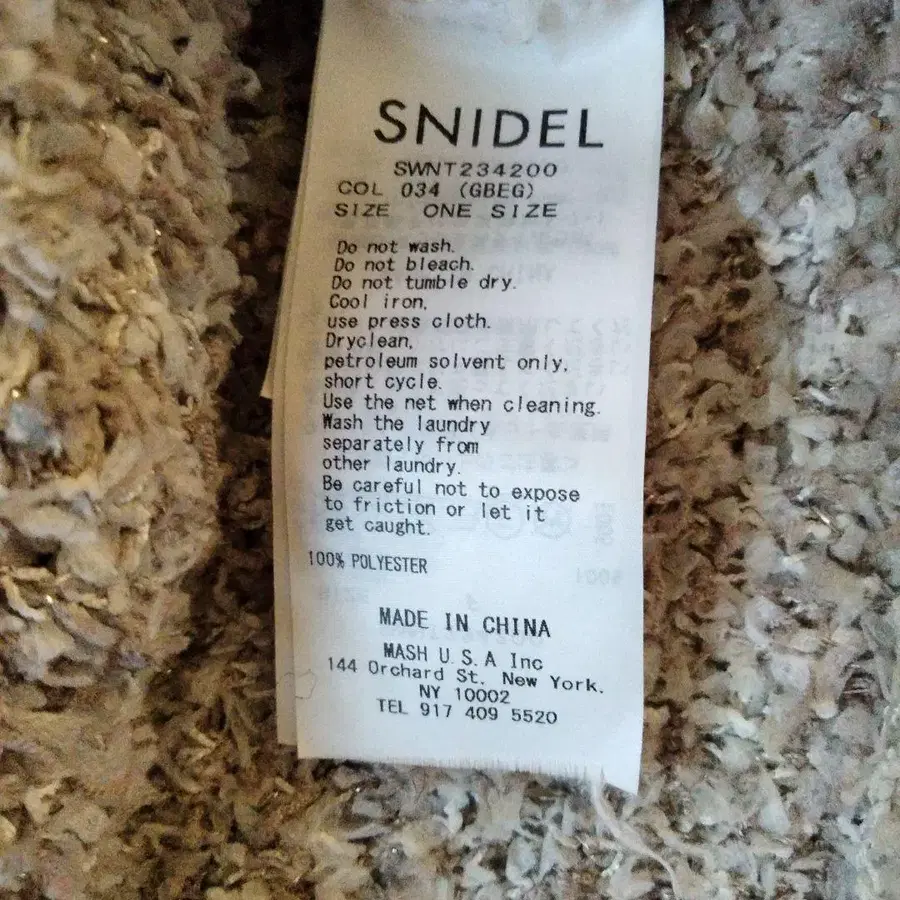 SNIDEL
SWNT234200
COL 034 (GBEG)
SIZE ONE SIZE
Do not wash.
Do not bleach.
Do not tumble dry.
Cool iron,
use press cloth.
Dryclean,
petroleum solvent only,
short cycle.
Use the net when cleaning.
Wash the laundry
separately from
other laundry.
Be careful not to expose
to friction or let it
get caught.
100% POLYESTER
MADE IN CHINA
MASH U.S.A Inc
144 Orchard St. New York,
NY 10002
TEL 917 409 5520